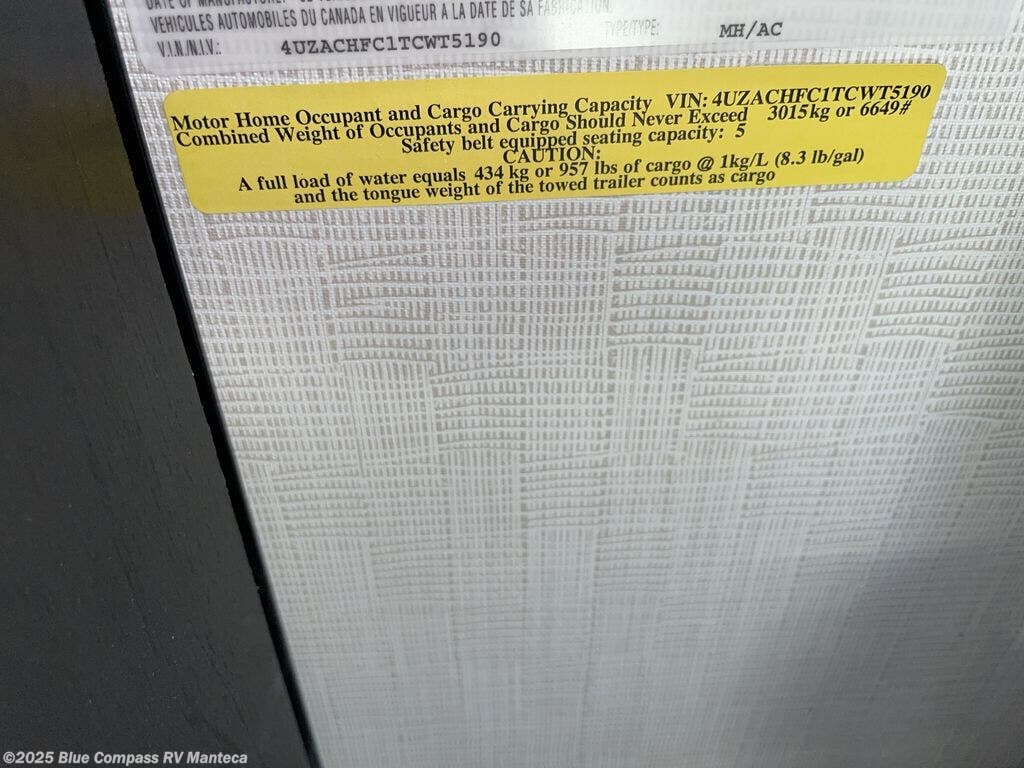 DATE OF MANUFACTURE.
VEHICULES AUTOMOBILES DU CANADA EN VIGUEUR A LA DATE DE SA FABRICATION.
V.I.N./N.I.V.: 4UZACHFC1TCWT5190 TYPE/TYPE: MH/AC
Motor Home Occupant and Cargo Carrying Capacity VIN: 4UZACHFC1TCWT5190
Combined Weight of Occupants and Cargo Should Never Exceed 3015kg or 6649#
Safety belt equipped seating capacity: 5
CAUTION:
A full load of water equals 434 kg or 957 lbs of cargo @ 1kg/L (8.3 lb/gal)
and the tongue weight of the towed trailer counts as cargo
©2025 Blue Compass RV Manteca